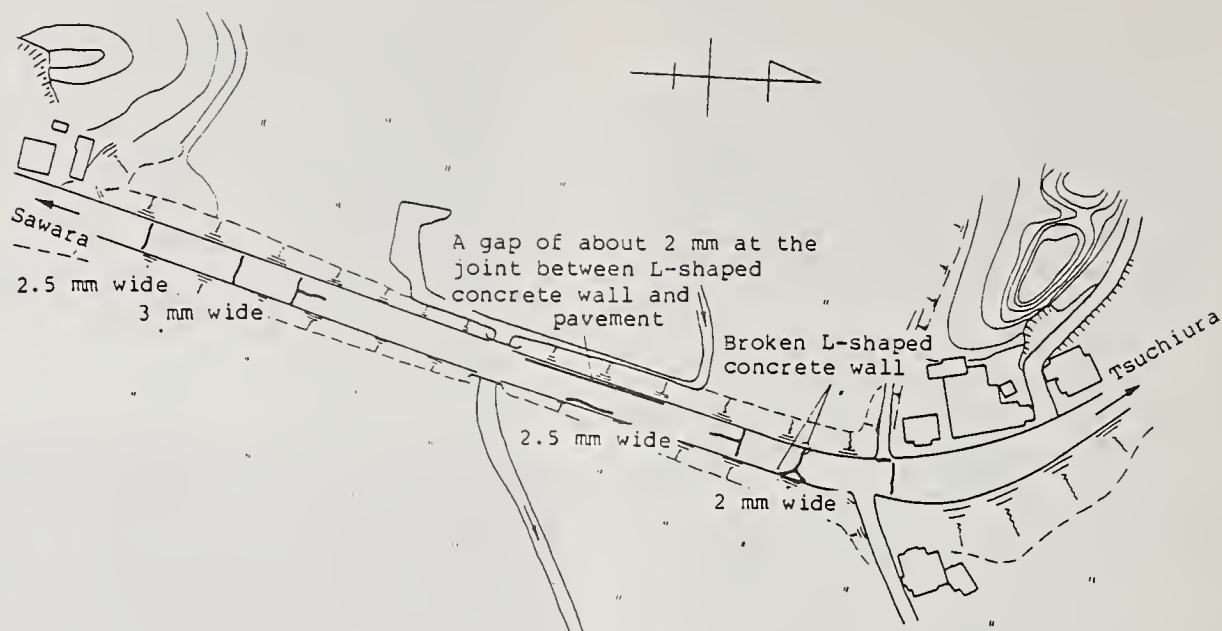 Sawara
2.5 mm wide
3 mm wide
A gap of about 2 mm at the
joint between L-shaped
concrete wall and
pavement
Broken L-shaped
concrete wall
Tsuchiura
2.5 mm wide
2 mm wide